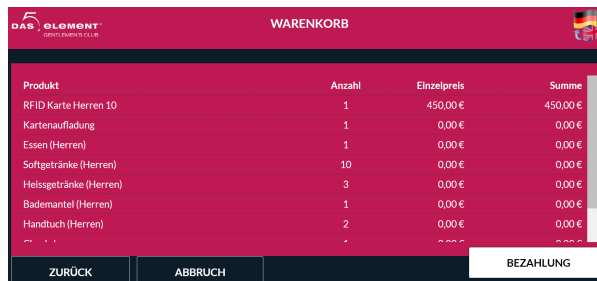 5
DAS element
GENTLEMEN'S CLUB
WARENKORB
Produkt Anzahl Einzelpreis Summe
RFID Karte Herren 10 1 450,00 € 450,00 €
Kartenaufladung 1 0,00 € 0,00 €
Essen (Herren) 1 0,00 € 0,00 €
Softgetränke (Herren) 10 0,00 € 0,00 €
Heissgetränke (Herren) 3 0,00 € 0,00 €
Bademantel (Herren) 1 0,00 € 0,00 €
Handtuch (Herren) 2 0,00 € 0,00 €
ZURÜCK ABBRUCH BEZAHLUNG